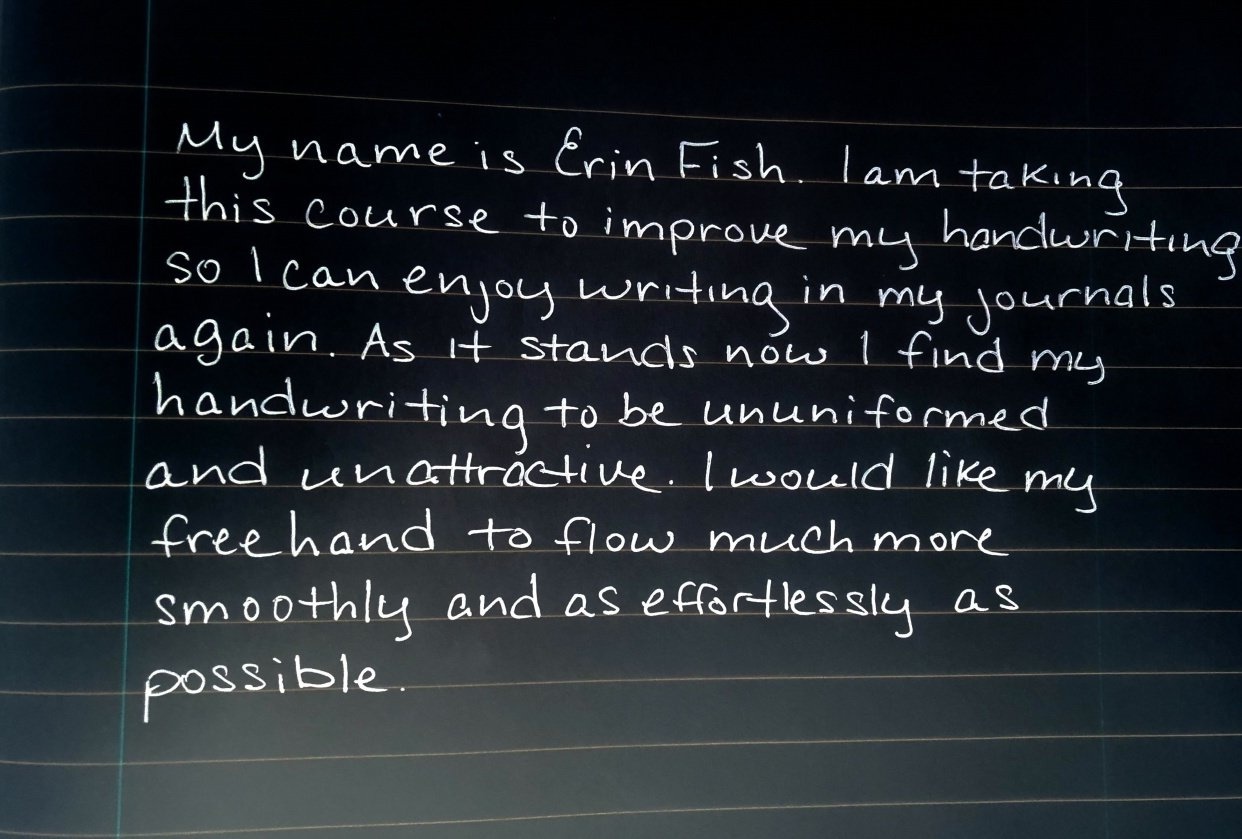 My name is Erin Fish. I am taking
this course to improve my handwriting
so I can enjoy writing in my journals
again. As it stands now I find my
handwriting to be ununiformed
and unattractive. I would like my
freehand to flow much more
smoothly and as effortlessly as
possible.